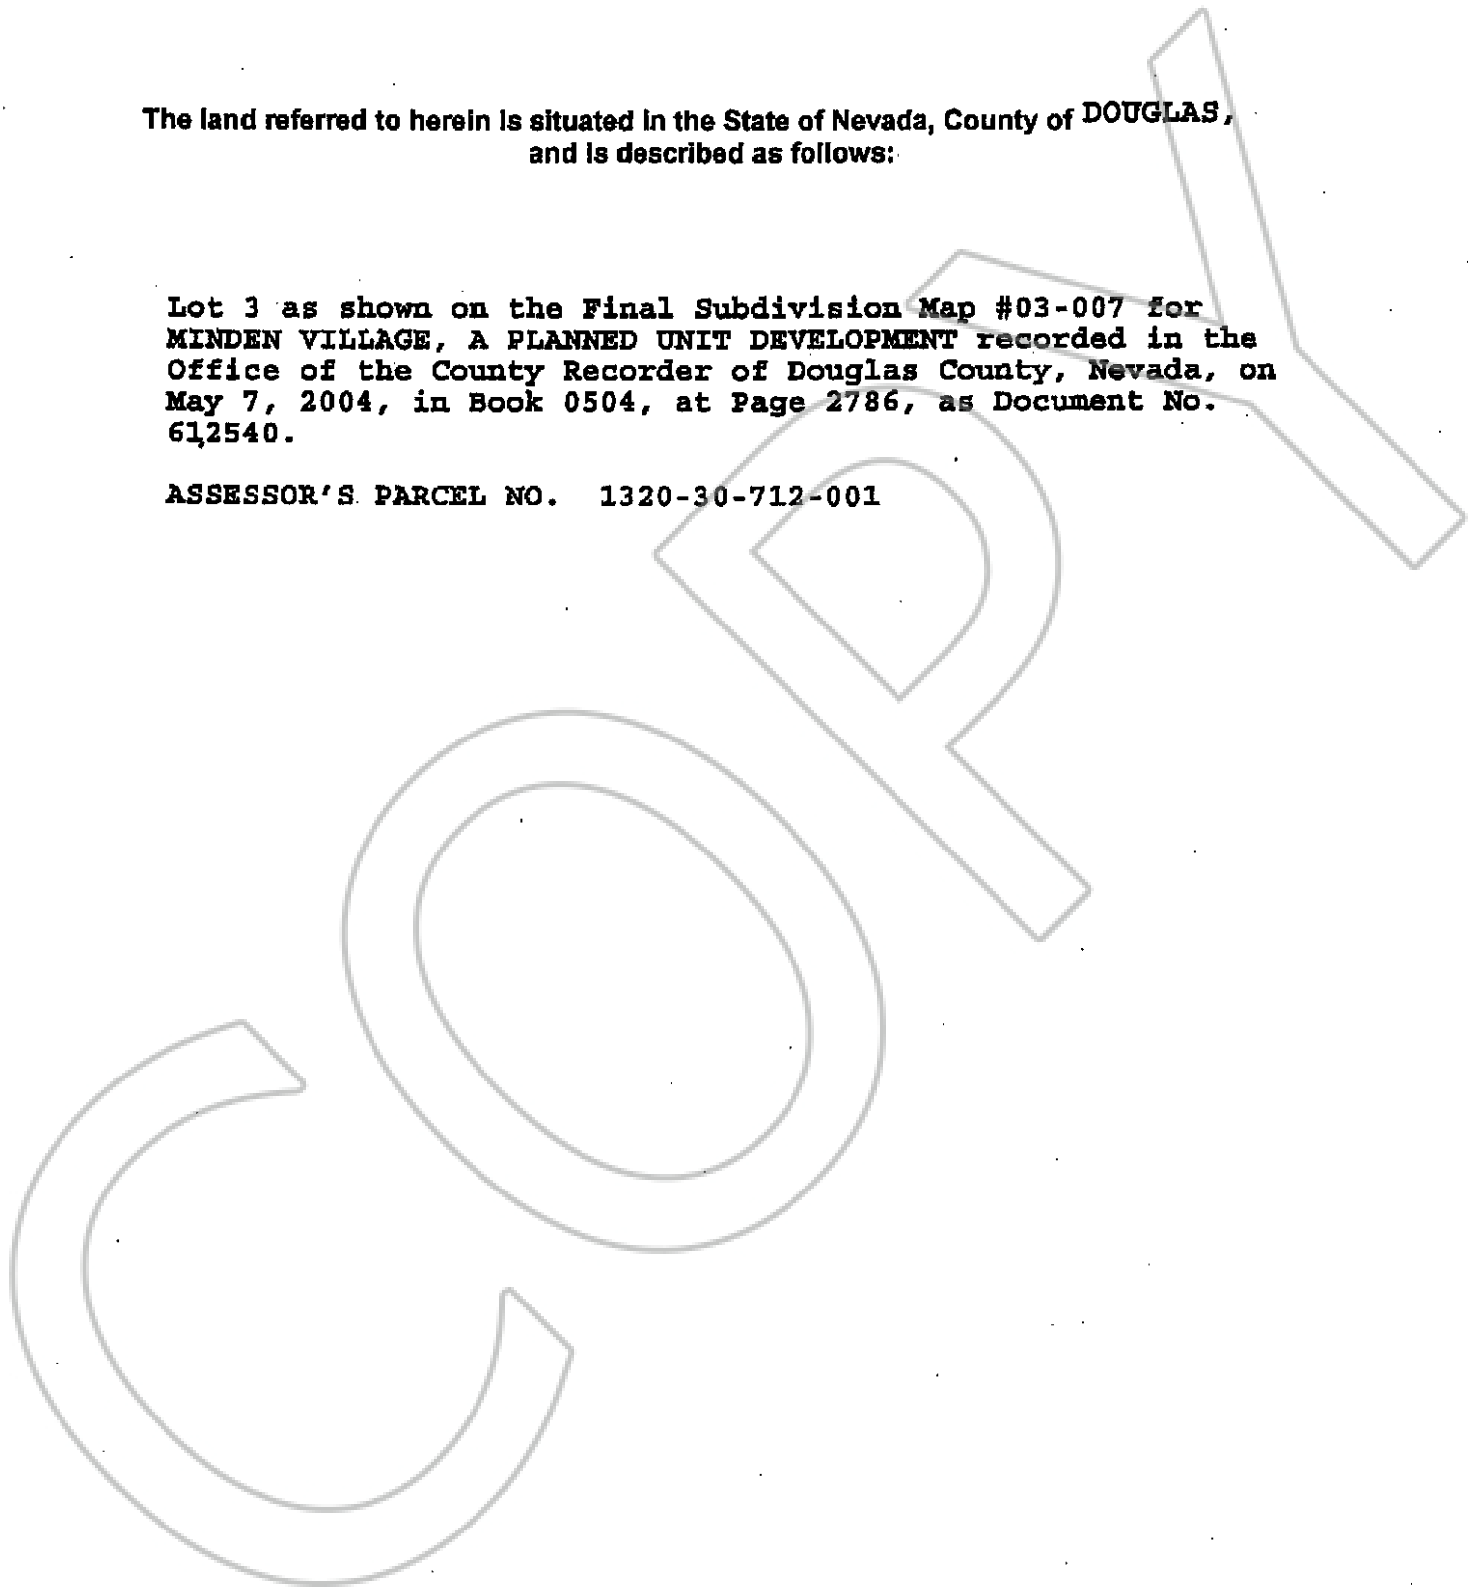 The land referred to herein is situated in the State of Nevada, County of DOUGLAS,
and is described as follows:
Lot 3 as shown on the Final Subdivision Map #03-007 for
MINDEN VILLAGE, A PLANNED UNIT DEVELOPMENT recorded in the
Office of the County Recorder of Douglas County, Nevada, on
May 7, 2004, in Book 0504, at Page 2786, as Document No.
612540.
ASSESSOR'S PARCEL NO. 1320-30-712-001
COPY